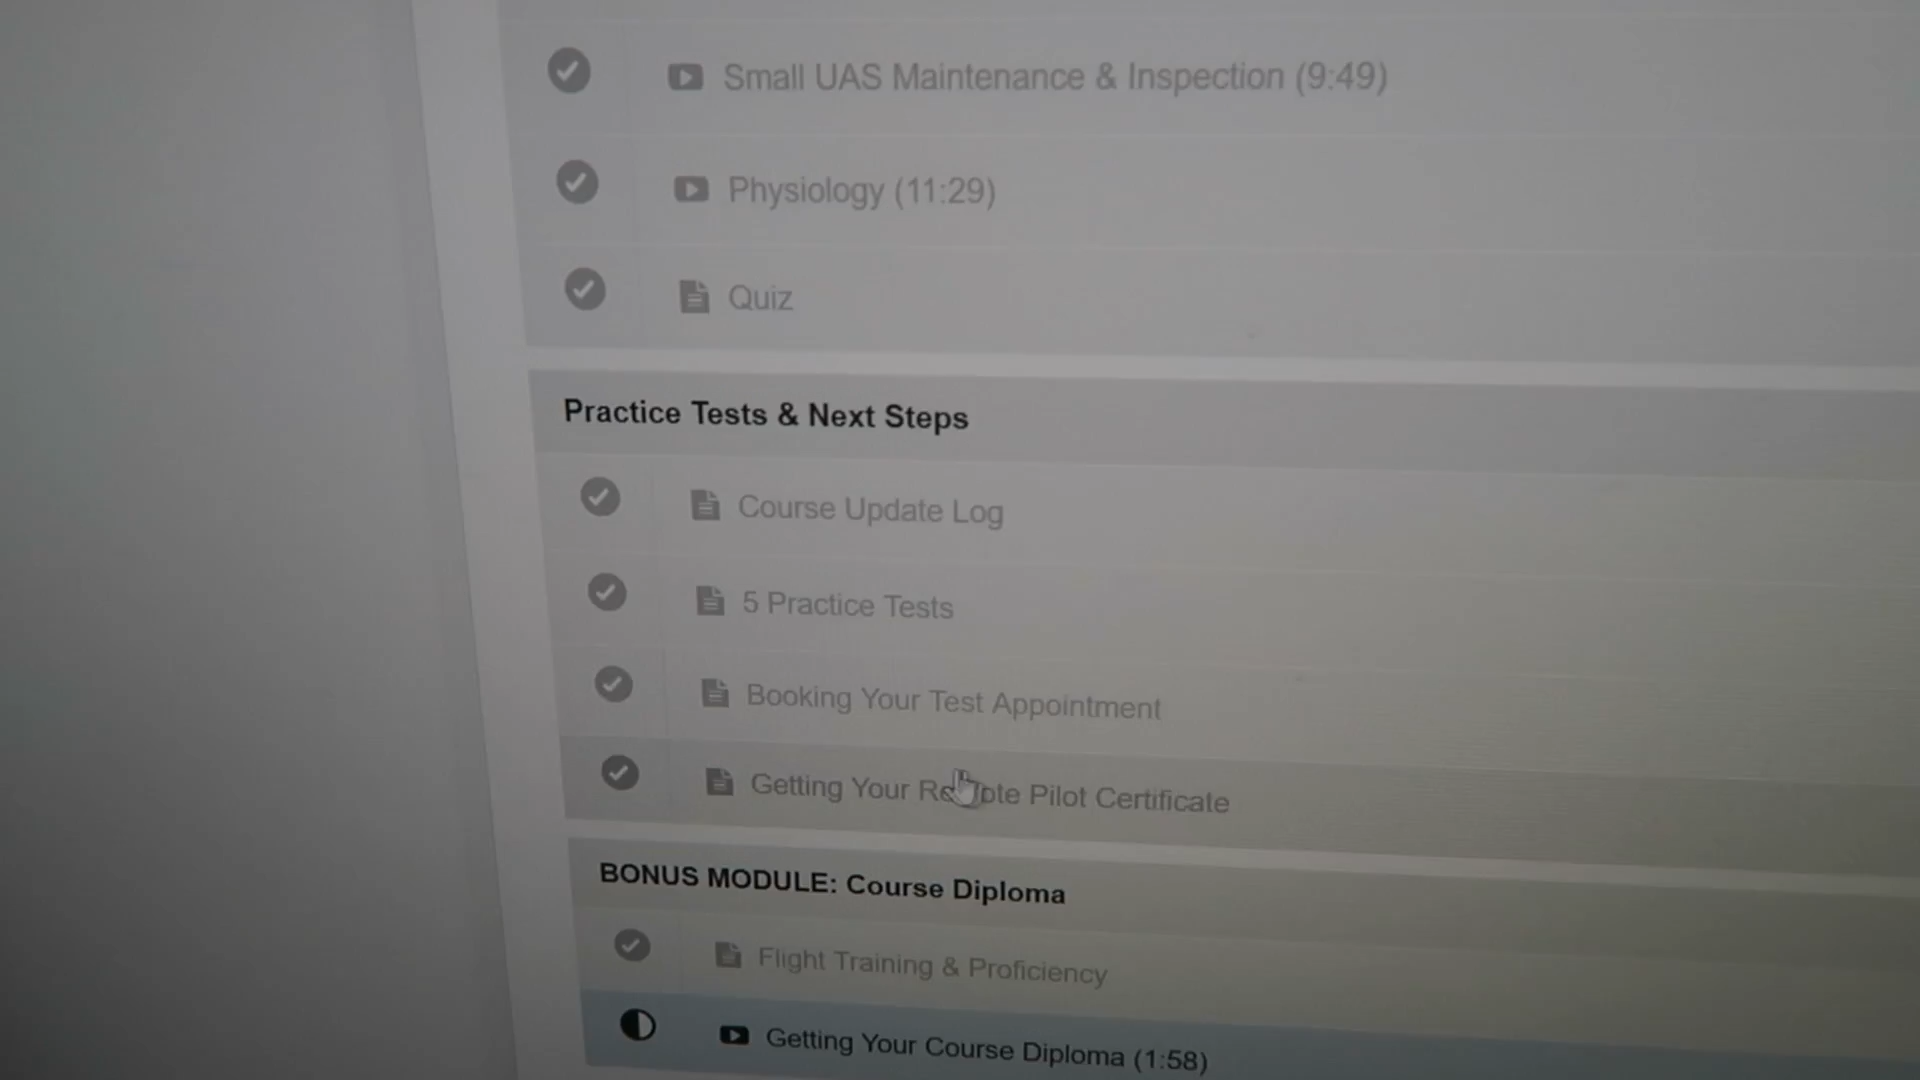 Small UAS Maintenance & Inspection (9:49)
Physiology (11:29)
Quiz
Practice Tests & Next Steps
Course Update Log
5 Practice Tests
Booking Your Test Appointment
Getting Your Remote Pilot Certificate
BONUS MODULE: Course Diploma
Flight Training & Proficiency
Getting Your Course Diploma (1:58)